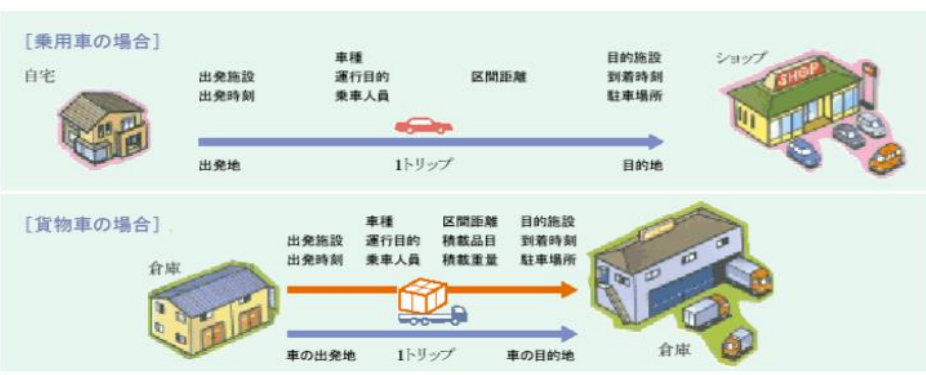 [乗用車の場合]
自宅
出発施設
出発時刻
車種
運行目的
乗車人員
区間距離
目的施設
到着時刻
駐車場所
ショップ
SHOP
出発地
1トリップ
目的地
[貨物車の場合]
倉庫
出発施設
出発時刻
車種
運行目的
乗車人員
区間距離
積載品目
積載重量
目的施設
到着時刻
駐車場所
車の出発地
1トリップ
車の目的地
倉庫